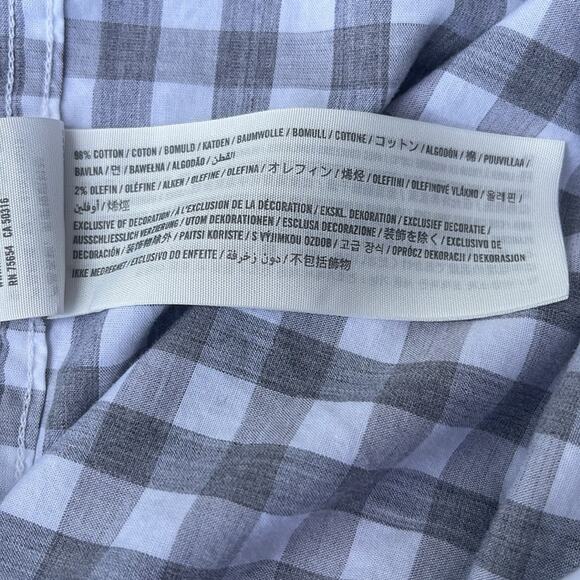 98% COTTON / COTON / BOMULD / KATOEN / BAUMWOLLE / BOMULL / COTONE / コットン / ALGODÓN / 棉 / PUUVILLAA /
BAVLNA / 면 / BAWEŁNA / ALGODÃO / القطن
2% OLEFIN / OLÉFINE / ALKEN / OLEFINE / OLEFINA / オレフィン / 烯烃 / OLEFIINI / OLEFINOVÉ VLÁKNO / 올레핀 /
أوفلين / 烯烴
EXCLUSIVE OF DECORATION / À L'EXCLUSION DE LA DÉCORATION / EKSKL. DEKORATION / EXCLUSIEF DECORATIE /
AUSSCHLIESSLICH VERZIERUNG / UTOM DEKORATIONEN / ESCLUSA DECORAZIONE / 装飾を除く / EXCLUSIVO DE
DECORACIÓN / 装饰物除外 / PAITSI KORISTE / S VÝJIMKOU OZDOB / 고급 장식 / OPRÓCZ DEKORACJI / DEKORASJON
IKKE MEDREGNET / EXCLUSIVO DO ENFEITE / دون زخرفة / 不包括飾物
RN 75654 CA 50316